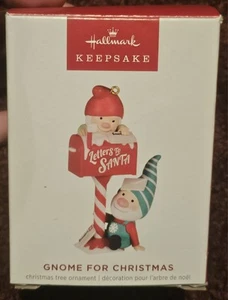 Hallmark
KEEPSAKE
Letters to
SANTA
GNOME FOR CHRISTMAS
christmas tree ornament | décoration pour l'arbre de noël